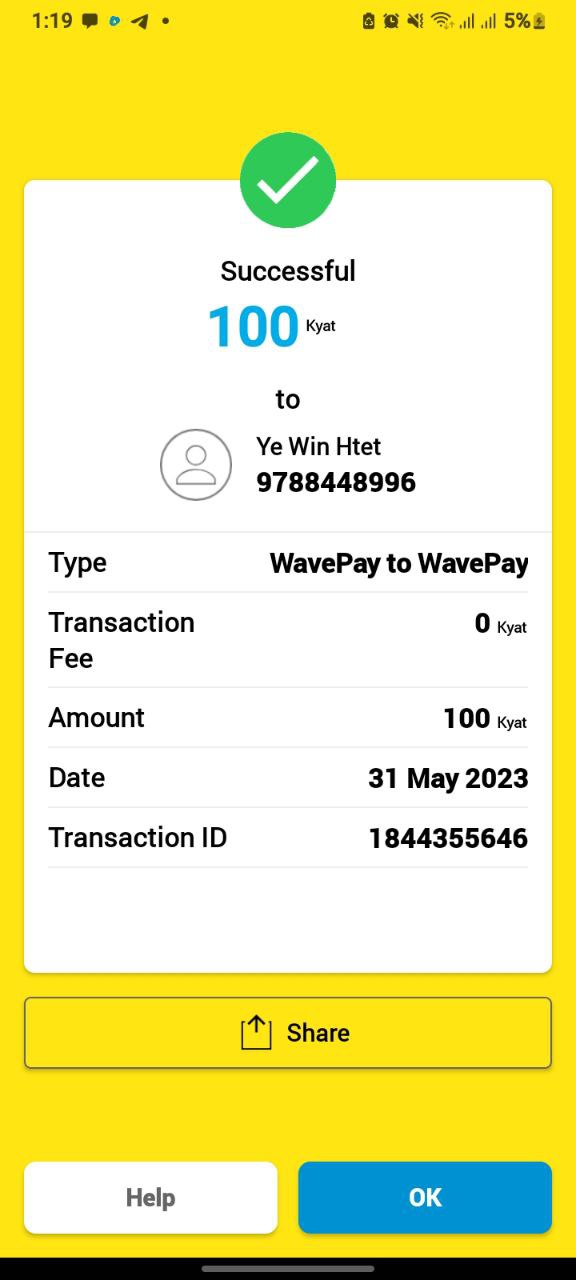 1:19 5%
Successful
100 Kyat
to
Ye Win Htet
9788448996
Type WavePay to WavePay
Transaction Fee 0 Kyat
Amount 100 Kyat
Date 31 May 2023
Transaction ID 1844355646
Share
Help OK